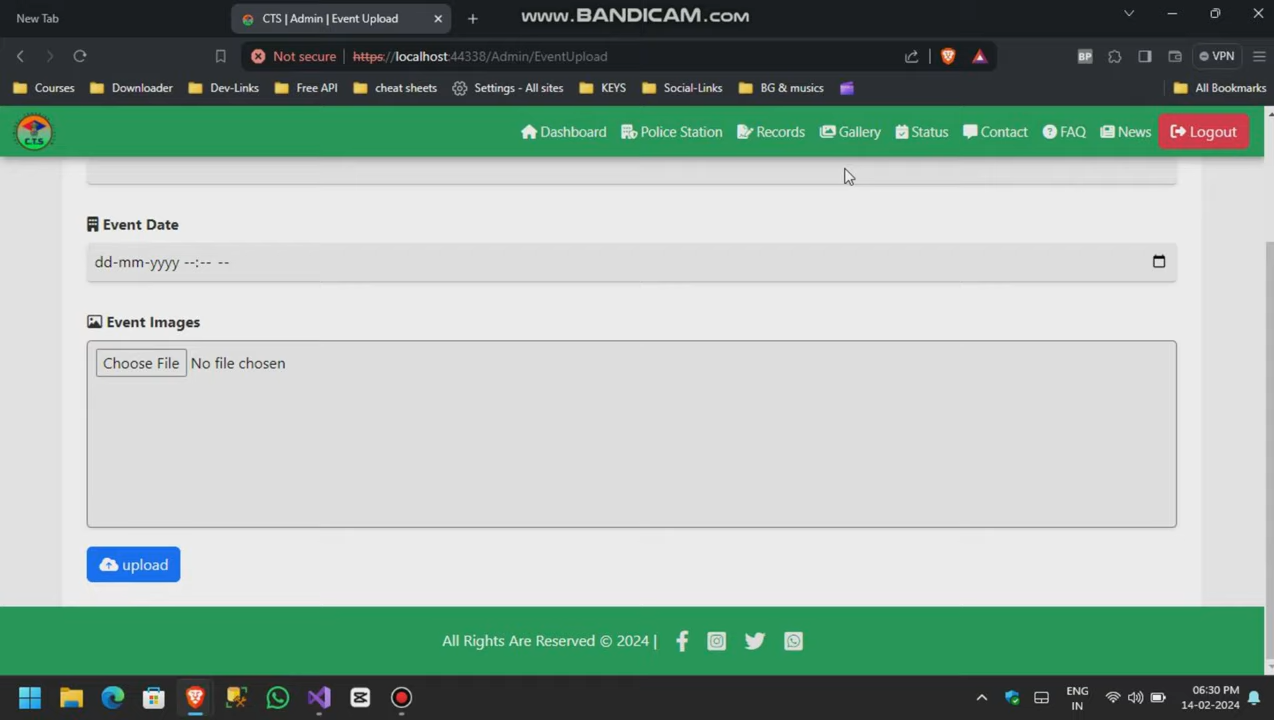 New Tab
CTS | Admin | Event Upload
www.BANDICAM.com
Not secure
https://localhost:44338/Admin/EventUpload
BP
VPN
Courses
Downloader
Dev-Links
Free API
cheat sheets
Settings - All sites
KEYS
Social-Links
BG & musics
All Bookmarks
C.T.S
Dashboard
Police Station
Records
Gallery
Status
Contact
FAQ
News
Logout
Event Date
dd-mm-yyyy --:-- --
Event Images
Choose File No file chosen
upload
All Rights Are Reserved © 2024 |
ENG
IN
06:30 PM
14-02-2024